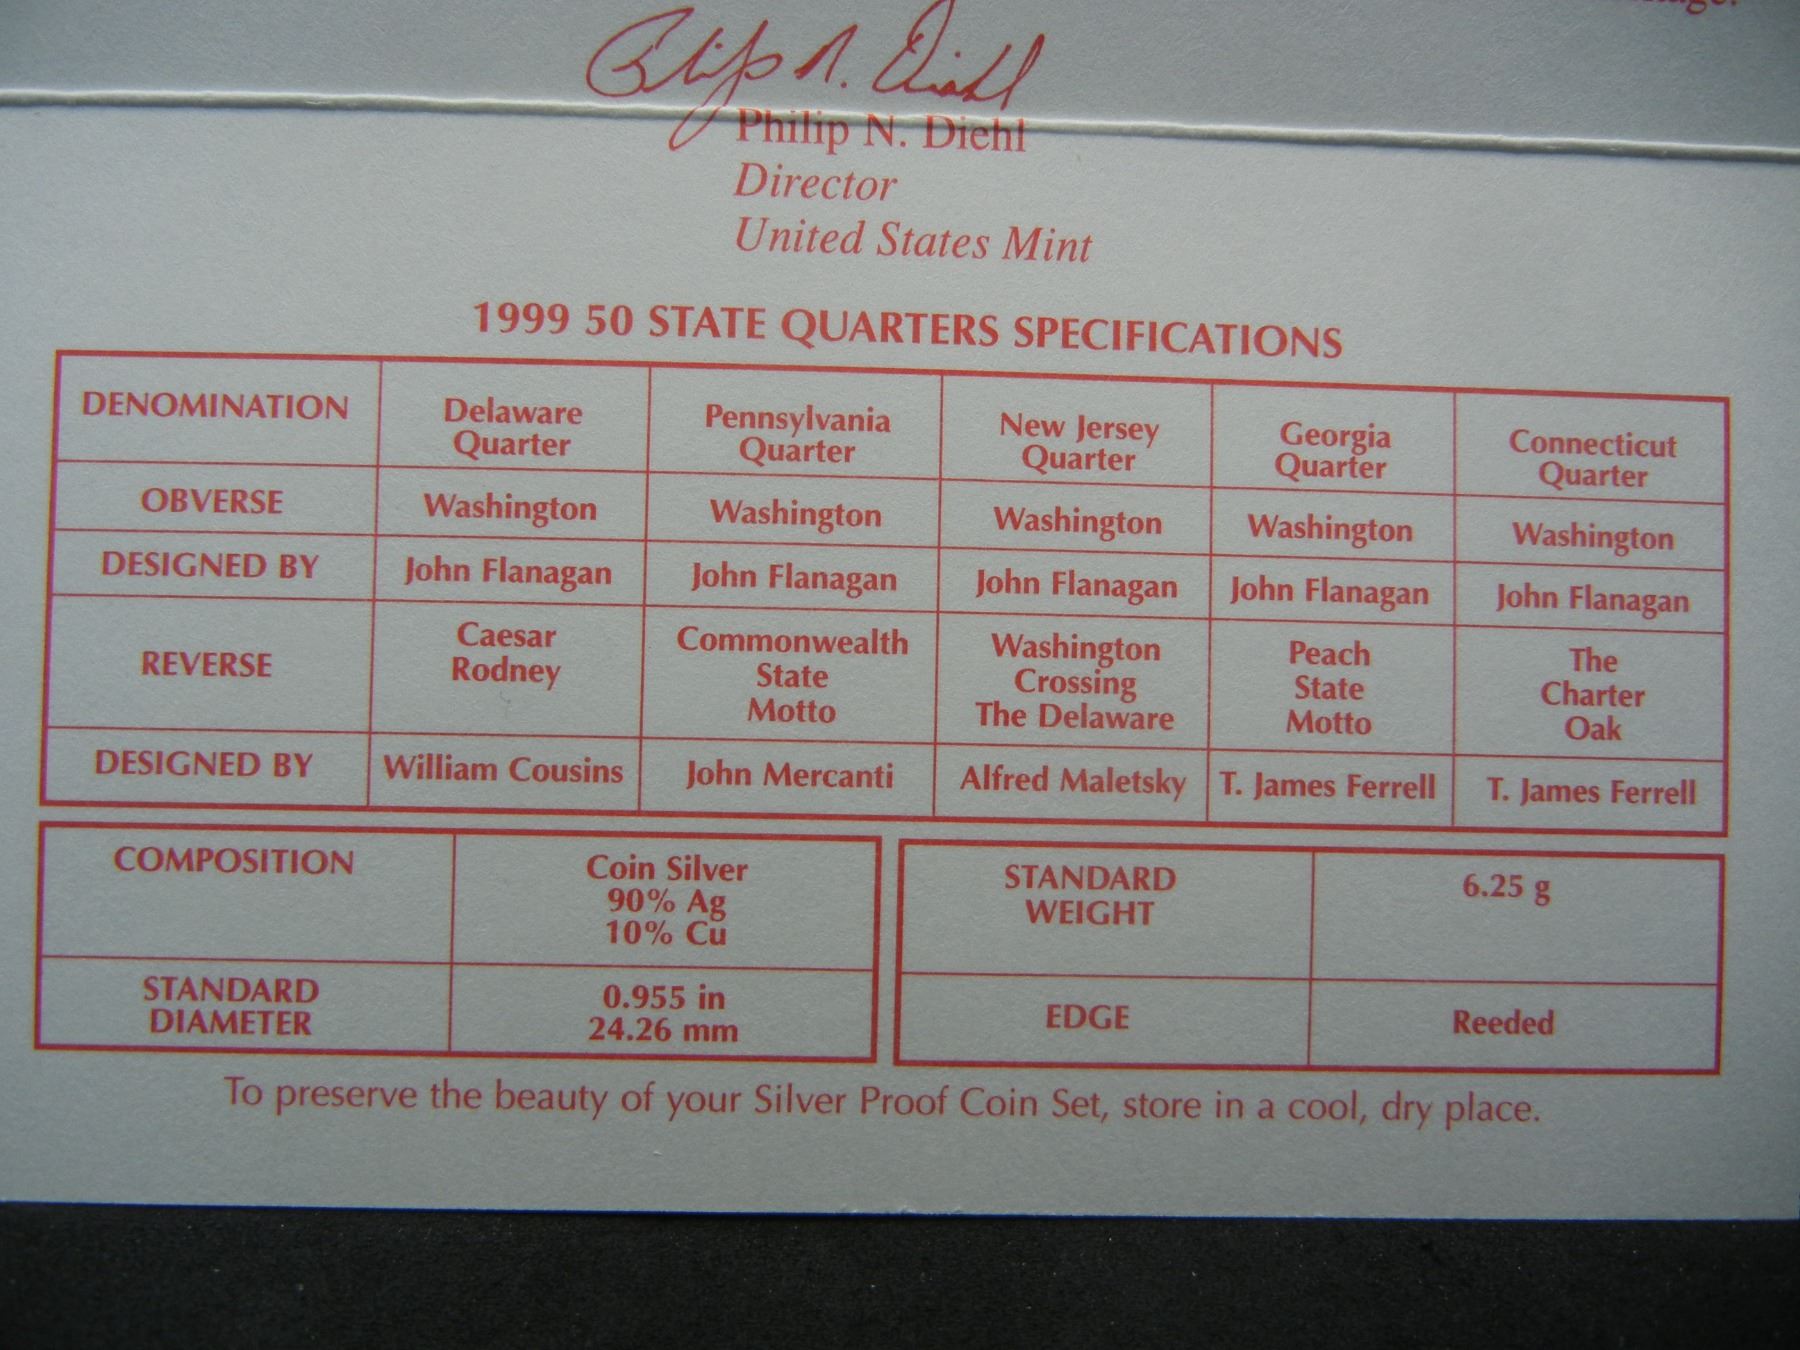 Philip N. Diehl
Philip N. Diehl
Director
United States Mint
1999 50 STATE QUARTERS SPECIFICATIONS
DENOMINATION
Delaware
Quarter
Pennsylvania
Quarter
New Jersey
Quarter
Georgia
Quarter
Connecticut
Quarter
OBVERSE
Washington
Washington
Washington
Washington
Washington
DESIGNED BY
John Flanagan
John Flanagan
John Flanagan
John Flanagan
John Flanagan
REVERSE
Caesar
Rodney
Commonwealth
State
Motto
Washington
Crossing
The Delaware
Peach
State
Motto
The
Charter
Oak
DESIGNED BY
William Cousins
John Mercanti
Alfred Maletsky
T. James Ferrell
T. James Ferrell
COMPOSITION
Coin Silver
90% Ag
10% Cu
STANDARD
DIAMETER
0.955 in
24.26 mm
STANDARD
WEIGHT
6.25 g
EDGE
Reeded
To preserve the beauty of your Silver Proof Coin Set, store in a cool, dry place.